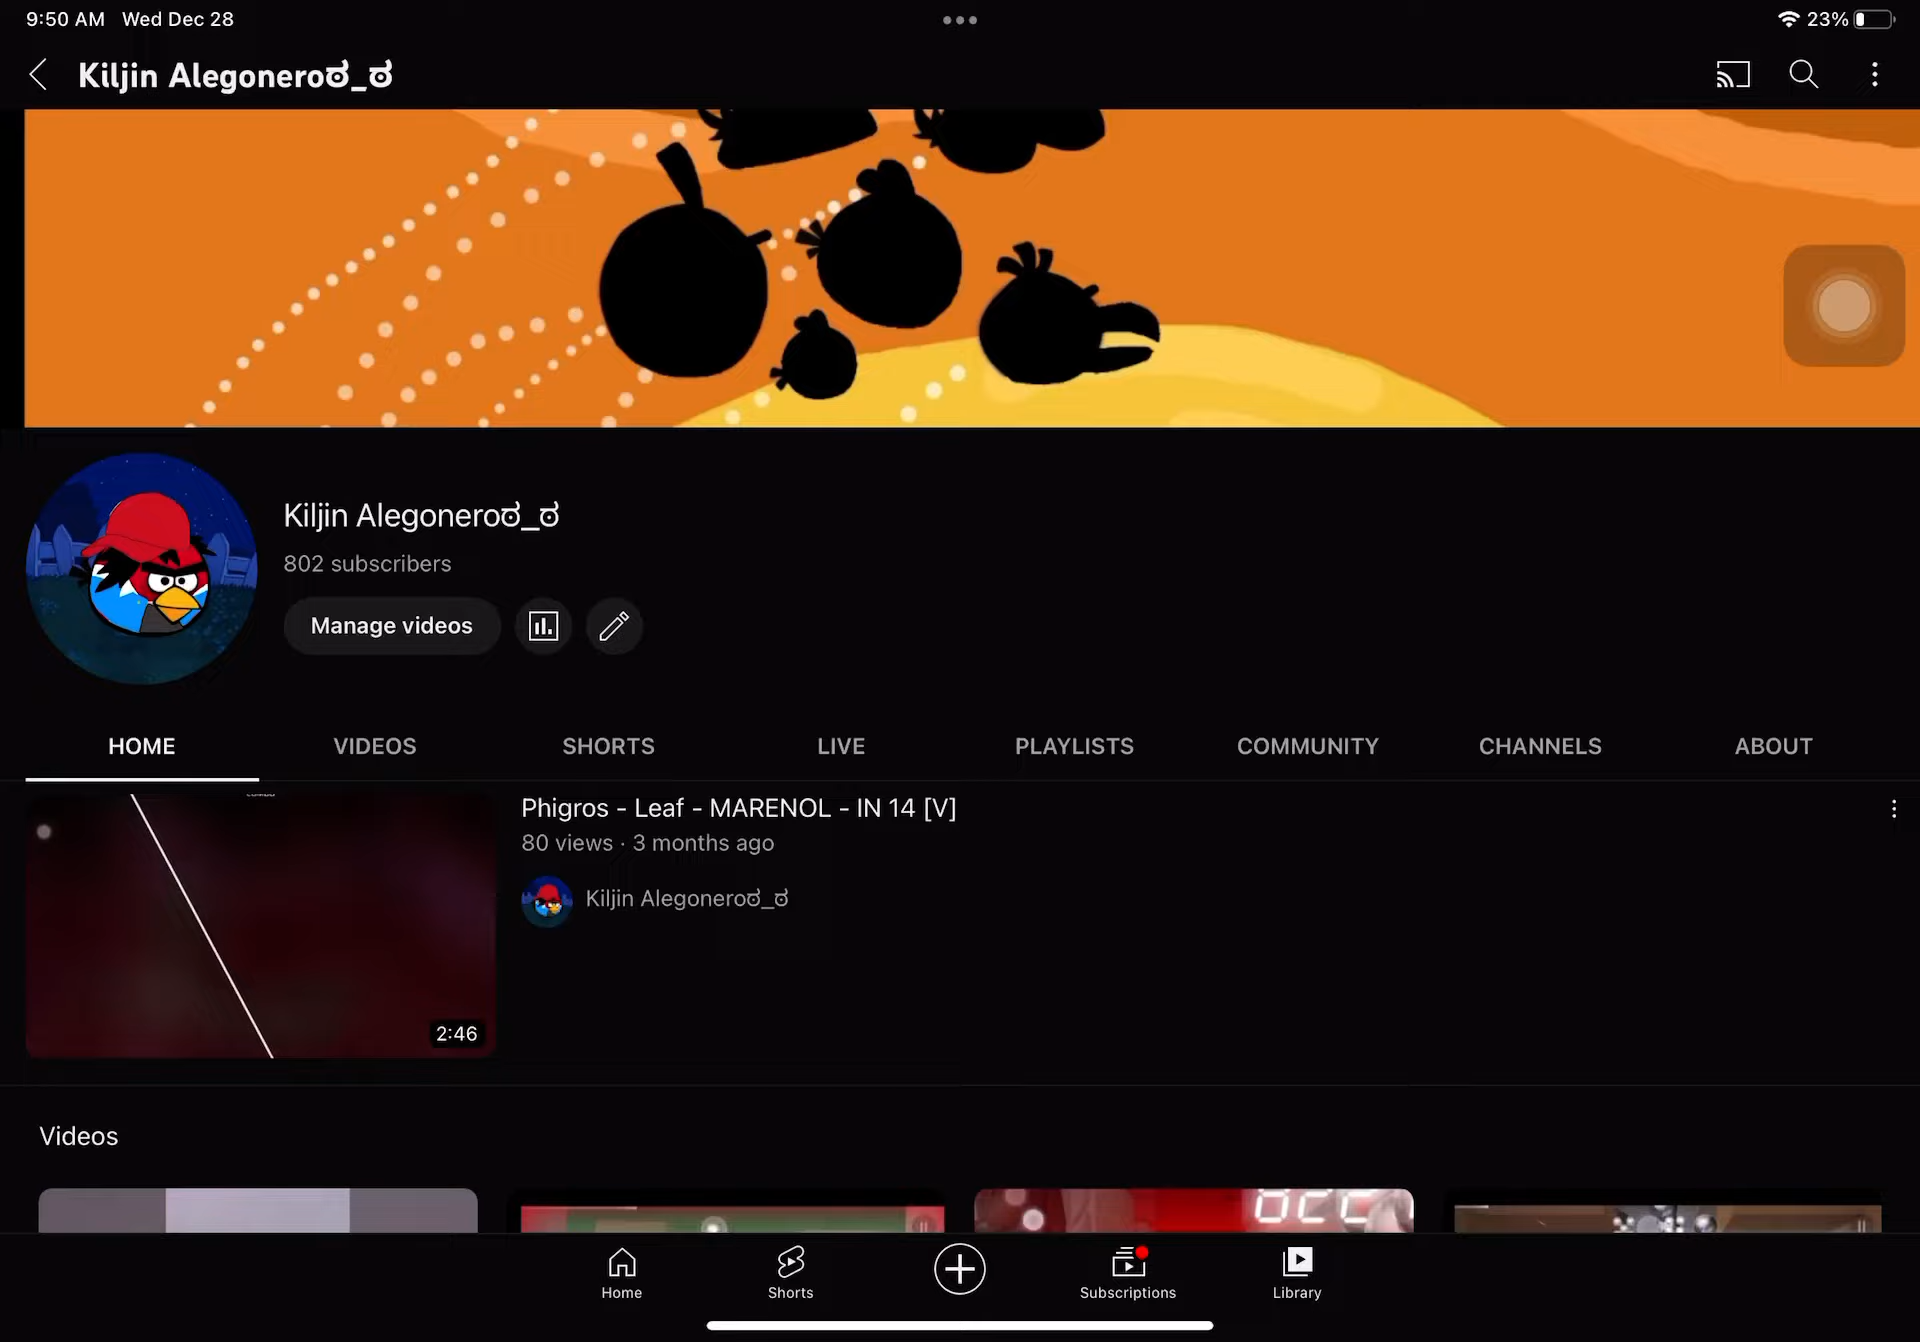 9:50 AM Wed Dec 28
23%
Kiljin Alegoneroಠ_ಠ
Kiljin Alegoneroಠ_ಠ
802 subscribers
Manage videos
HOME VIDEOS SHORTS LIVE PLAYLISTS COMMUNITY CHANNELS ABOUT
Phigros - Leaf - MARENOL - IN 14 [V]
80 views · 3 months ago
Kiljin Alegoneroಠ_ಠ
2:46
Videos
Home Shorts Subscriptions Library